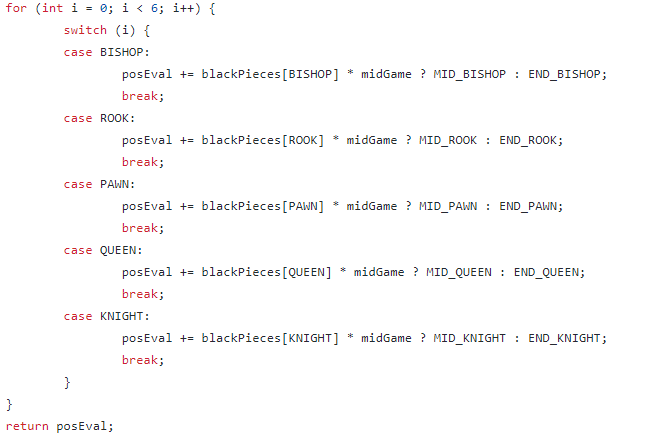 for (int i = 0; i < 6; i++) {
switch (i) {
case BISHOP:
posEval += blackPieces[BISHOP] * midGame ? MID_BISHOP : END_BISHOP;
break;
case ROOK:
posEval += blackPieces[ROOK] * midGame ? MID_ROOK : END_ROOK;
break;
case PAWN:
posEval += blackPieces[PAWN] * midGame ? MID_PAWN : END_PAWN;
break;
case QUEEN:
posEval += blackPieces[QUEEN] * midGame ? MID_QUEEN : END_QUEEN;
break;
case KNIGHT:
posEval += blackPieces[KNIGHT] * midGame ? MID_KNIGHT : END_KNIGHT;
break;
}
}
return posEval;